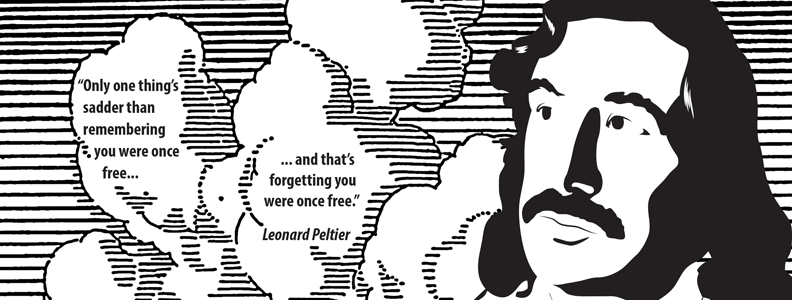 “Only one thing’s
sadder than
remembering
you were once
free...
... and that’s
forgetting you
were once free.”
Leonard Peltier